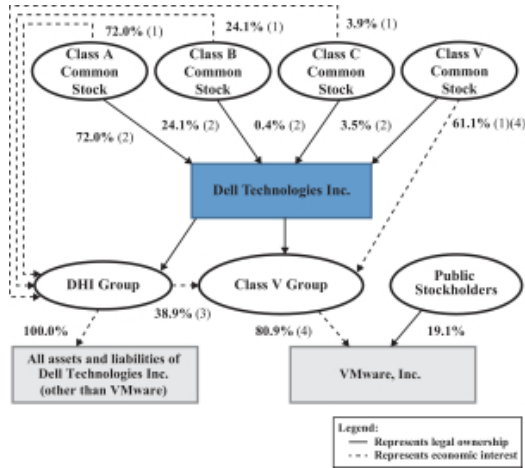 72.0% (1)
24.1% (1)
3.9% (1)
Class A
Common
Stock
Class B
Common
Stock
Class C
Common
Stock
Class V
Common
Stock
72.0% (2)
24.1% (2)
0.4% (2)
3.5% (2)
61.1% (1)(4)
Dell Technologies Inc.
DHI Group
Class V Group
Public
Stockholders
38.9% (3)
100.0%
80.9% (4)
19.1%
All assets and liabilities of
Dell Technologies Inc.
(other than VMware)
VMware, Inc.
Legend:
Represents legal ownership
Represents economic interest